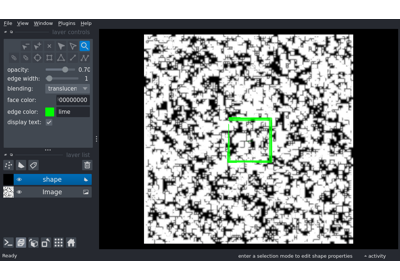 File View Window Plugins Help
layer controls
opacity: 0.70
edge width: 1
blending: translucen
face color: 00000000
edge color: lime
display text:
layer list
shape
Image
Ready
enter a selection mode to edit shape properties
activity